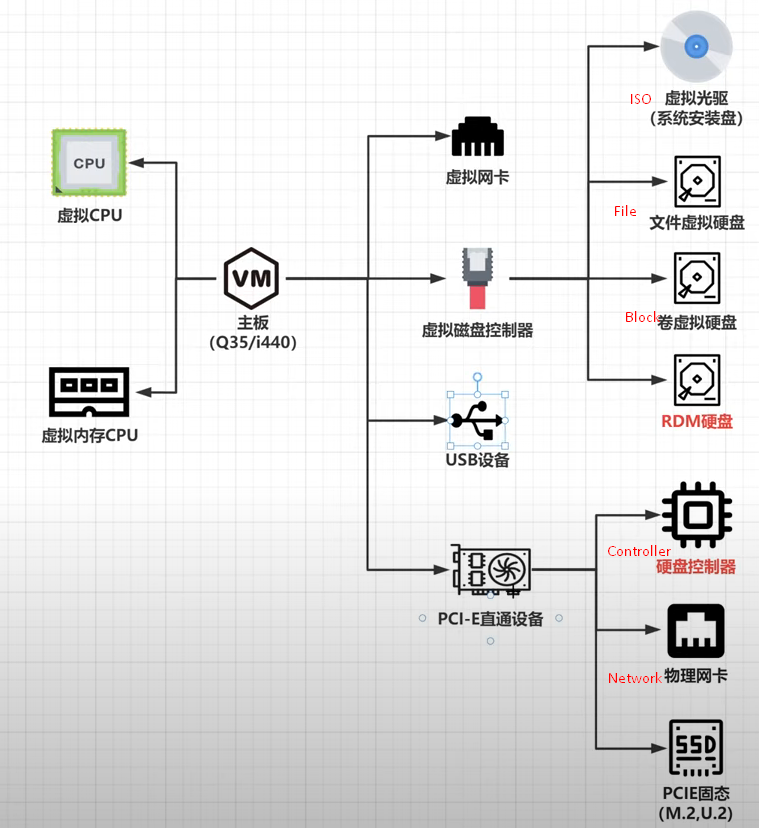 CPU
虚拟CPU
VM
主板
(Q35/i440)
虚拟内存CPU
虚拟网卡
虚拟磁盘控制器
USB设备
PCI-E直通设备
ISO
虚拟光驱
(系统安装盘)
File
文件虚拟硬盘
Block
卷虚拟硬盘
RDM硬盘
Controller
硬盘控制器
Network
物理网卡
SSD
PCIE固态
(M.2,U.2)